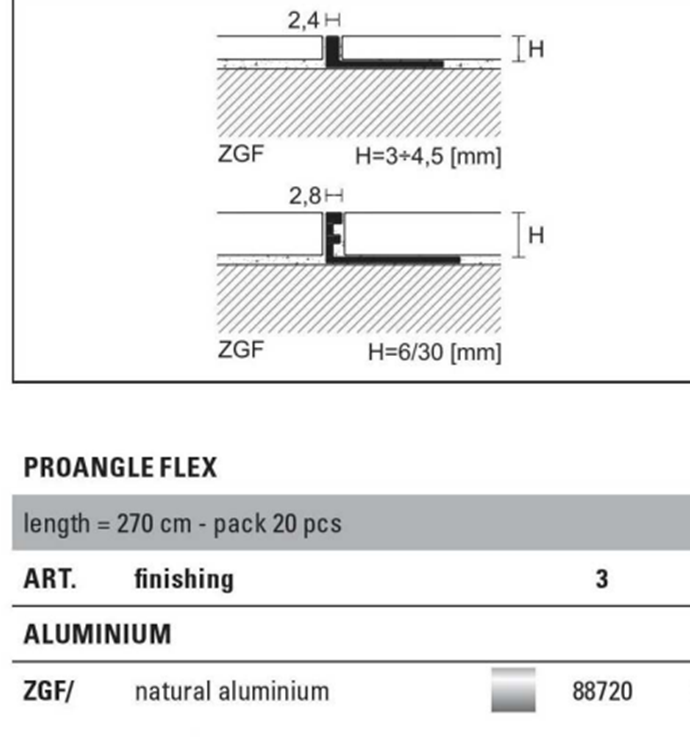 2,4
H
ZGF H=3÷4,5 [mm]
2,8
H
ZGF H=6/30 [mm]
PROANGLE FLEX
length = 270 cm - pack 20 pcs
ART. finishing 3
ALUMINIUM
ZGF/ natural aluminium 88720